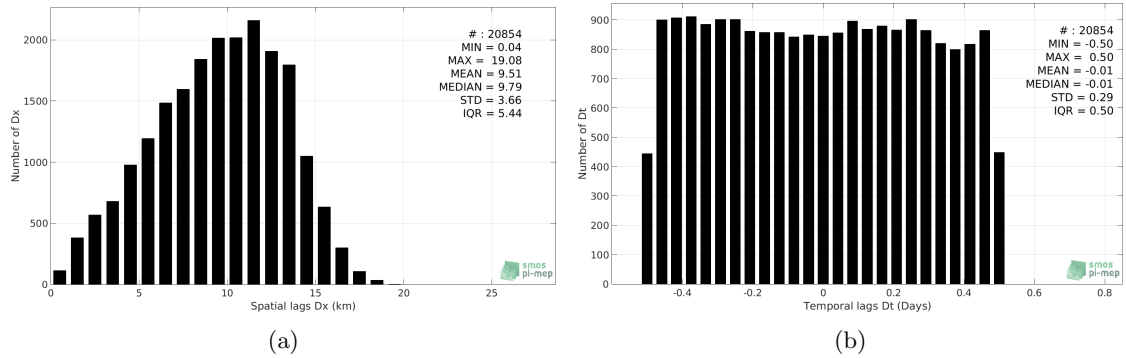 2000
1500
1000
500
0
0
5
10
15
20
25
Number of Dx
Spatial lags Dx (km)
# : 20854
MIN = 0.04
MAX = 19.08
MEAN = 9.51
MEDIAN = 9.79
STD = 3.66
IQR = 5.44
smos
pi-mep
(a)
900
800
700
600
500
400
300
200
100
0
-0.4
-0.2
0
0.2
0.4
0.6
0.8
Number of Dt
Temporal lags Dt (Days)
# : 20854
MIN = -0.50
MAX = 0.50
MEAN = -0.01
MEDIAN = -0.01
STD = 0.29
IQR = 0.50
smos
pi-mep
(b)